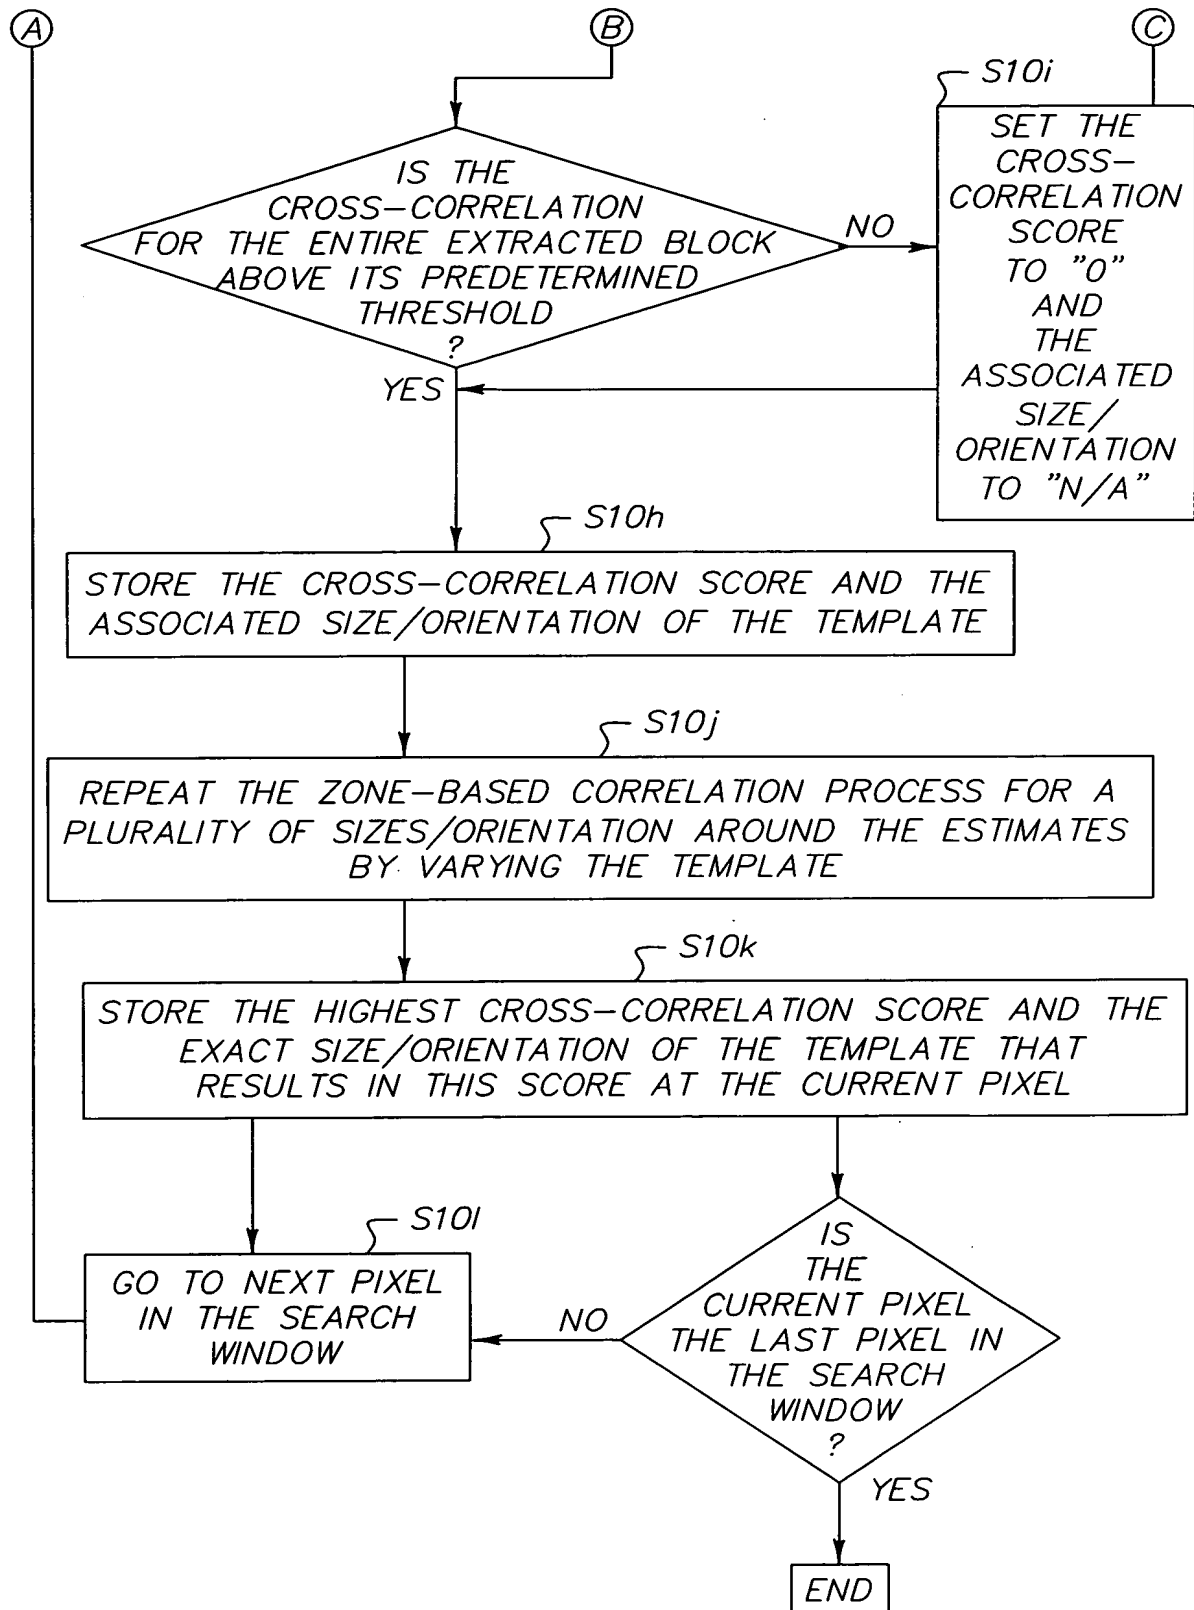 A
B
C
IS THE
CROSS-CORRELATION
FOR THE ENTIRE EXTRACTED BLOCK
ABOVE ITS PREDETERMINED
THRESHOLD
?
NO
YES
S10i
SET THE
CROSS-
CORRELATION
SCORE
TO "0"
AND
THE
ASSOCIATED
SIZE/
ORIENTATION
TO "N/A"
S10h
STORE THE CROSS-CORRELATION SCORE AND THE
ASSOCIATED SIZE/ORIENTATION OF THE TEMPLATE
S10j
REPEAT THE ZONE-BASED CORRELATION PROCESS FOR A
PLURALITY OF SIZES/ORIENTATION AROUND THE ESTIMATES
BY VARYING THE TEMPLATE
S10k
STORE THE HIGHEST CROSS-CORRELATION SCORE AND THE
EXACT SIZE/ORIENTATION OF THE TEMPLATE THAT
RESULTS IN THIS SCORE AT THE CURRENT PIXEL
S10l
GO TO NEXT PIXEL
IN THE SEARCH
WINDOW
NO
IS
THE
CURRENT PIXEL
THE LAST PIXEL IN
THE SEARCH
WINDOW
?
YES
END